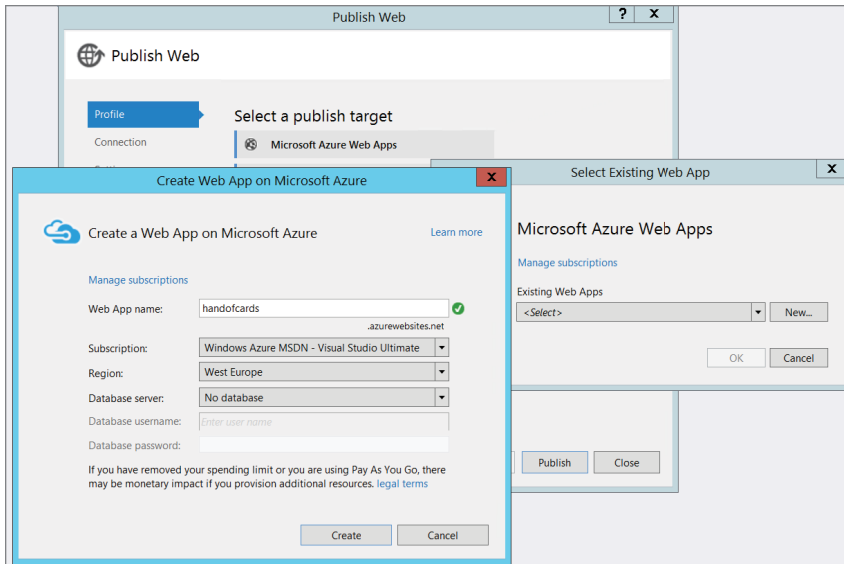 Publish Web
? x
Publish Web
Profile
Select a publish target
Connection
Microsoft Azure Web Apps
Create Web App on Microsoft Azure
x
Create a Web App on Microsoft Azure
Learn more
Manage subscriptions
Web App name:
handofcards
.azurewebsites.net
Subscription:
Windows Azure MSDN - Visual Studio Ultimate
Region:
West Europe
Database server:
No database
Database username:
Enter user name
Database password:
If you have removed your spending limit or you are using Pay As You Go, there
may be monetary impact if you provision additional resources. legal terms
Create
Cancel
Select Existing Web App
x
Microsoft Azure Web Apps
Manage subscriptions
Existing Web Apps
<Select>
New...
OK
Cancel
Publish
Close